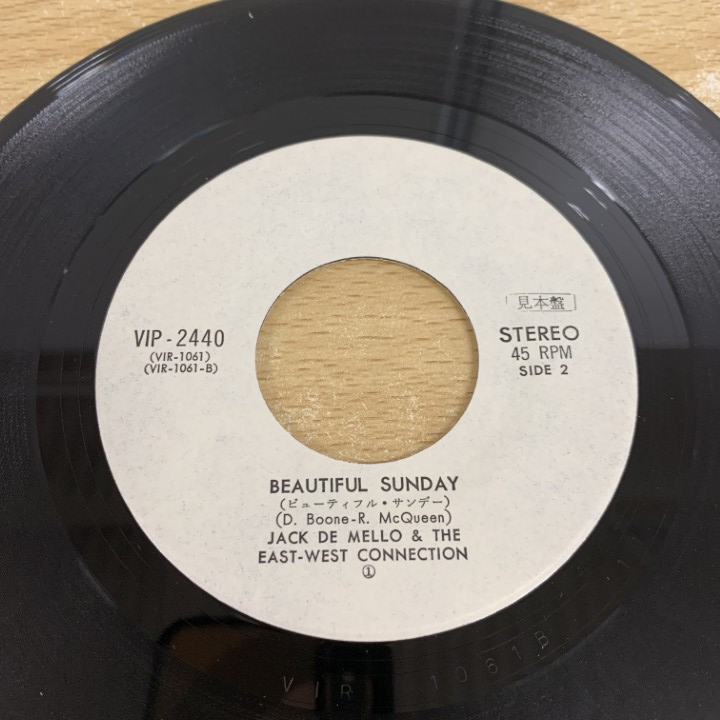 VIP-2440
(VIR-1061)
(VIR-1061-B)
見本盤
STEREO
45 RPM
SIDE 2
BEAUTIFUL SUNDAY
(ビューティフル・サンデー)
(D. Boone-R. McQueen)
JACK DE MELLO & THE
EAST-WEST CONNECTION
①
VIR 1061B